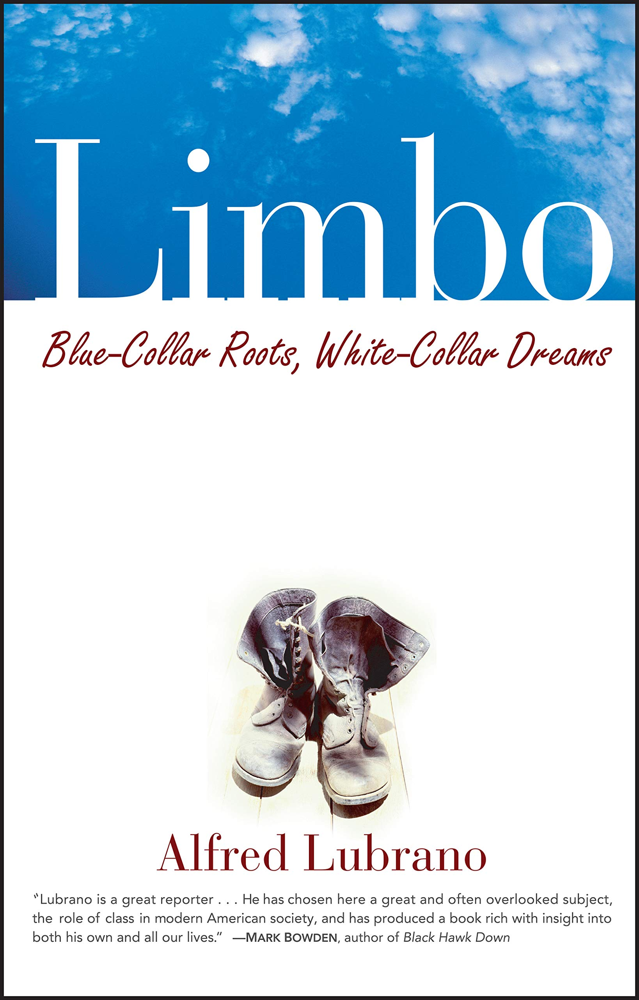 Limbo
Blue-Collar Roots, White-Collar Dreams
Alfred Lubrano
“Lubrano is a great reporter . . . He has chosen here a great and often overlooked subject,
the role of class in modern American society, and has produced a book rich with insight into
both his own and all our lives.” —MARK BOWDEN, author of Black Hawk Down